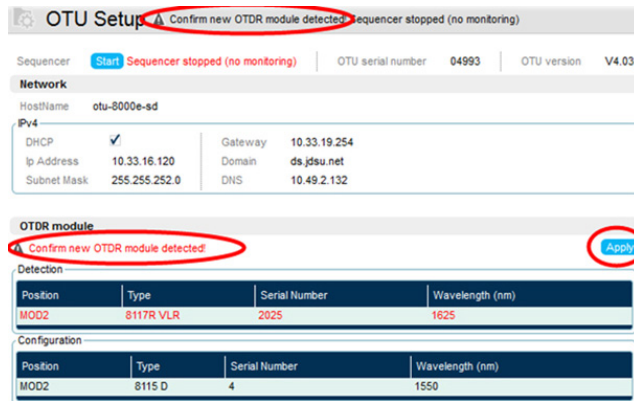 OTU Setup Confirm new OTDR module detected! Sequencer stopped (no monitoring)
Sequencer Start Sequencer stopped (no monitoring) OTU serial number 04993 OTU version V4.03
Network
HostName otu-8000e-sd
IPv4
DHCP Gateway 10.33.19.254
Ip Address 10.33.16.120 Domain ds.jdsu.net
Subnet Mask 255.255.252.0 DNS 10.49.2.132
OTDR module
Confirm new OTDR module detected! Apply
Detection
Position Type Serial Number Wavelength (nm)
MOD2 8117R VLR 2025 1625
Configuration
Position Type Serial Number Wavelength (nm)
MOD2 8115 D 4 1550